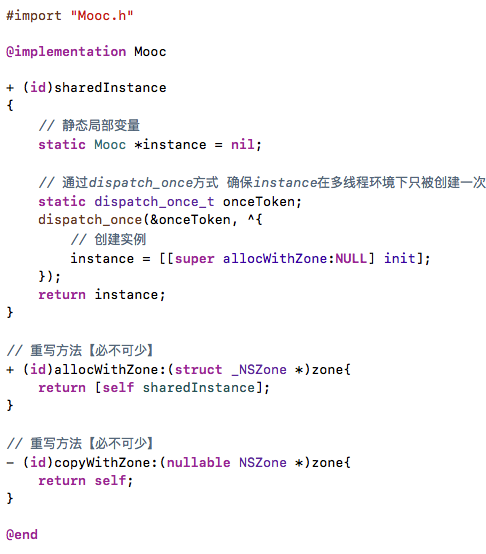 #import "Mooc.h"
@implementation Mooc
+ (id)sharedInstance
{
// 静态局部变量
static Mooc *instance = nil;
// 通过dispatch_once方式 确保instance在多线程环境下只被创建一次
static dispatch_once_t onceToken;
dispatch_once(&onceToken, ^{
// 创建实例
instance = [[super allocWithZone:NULL] init];
});
return instance;
}
// 重写方法【必不可少】
+ (id)allocWithZone:(struct _NSZone *)zone{
return [self sharedInstance];
}
// 重写方法【必不可少】
- (id)copyWithZone:(nullable NSZone *)zone{
return self;
}
@end